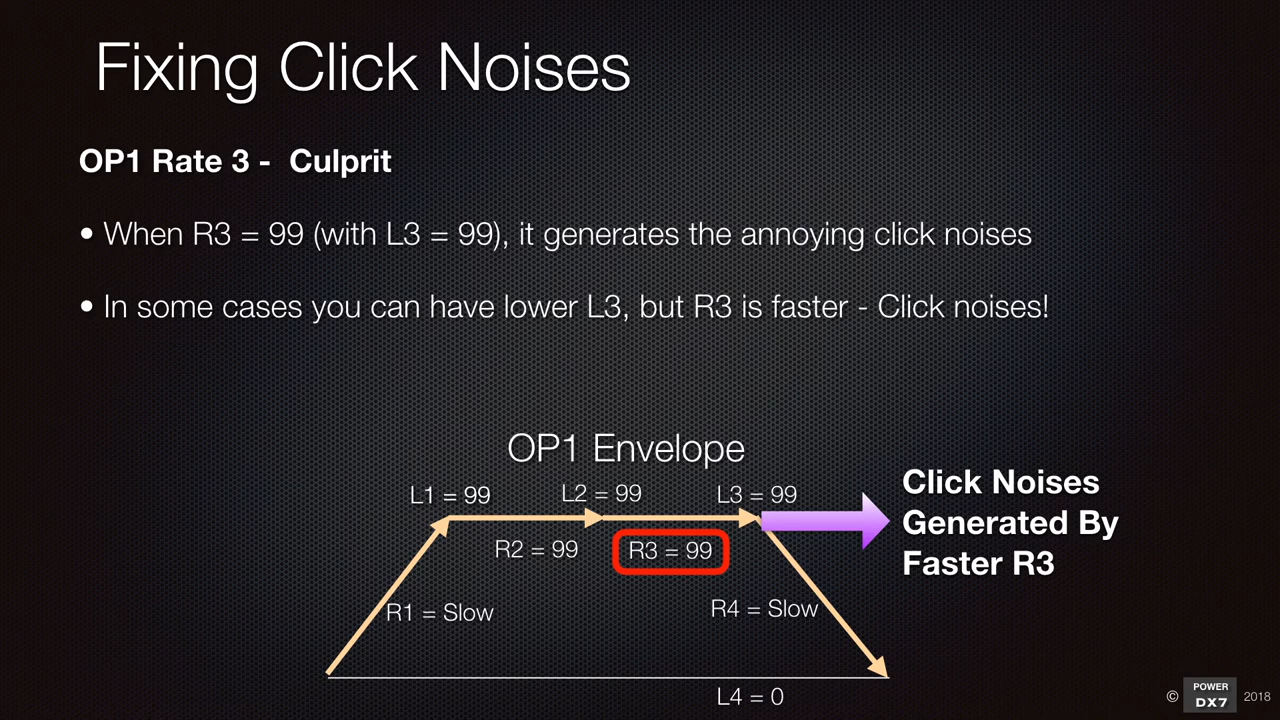 Fixing Click Noises
OP1 Rate 3 - Culprit
• When R3 = 99 (with L3 = 99), it generates the annoying click noises
• In some cases you can have lower L3, but R3 is faster - Click noises!
OP1 Envelope
L1 = 99
L2 = 99
L3 = 99
R2 = 99
R3 = 99
R1 = Slow
R4 = Slow
L4 = 0
Click Noises
Generated By
Faster R3
© POWER DX7 2018